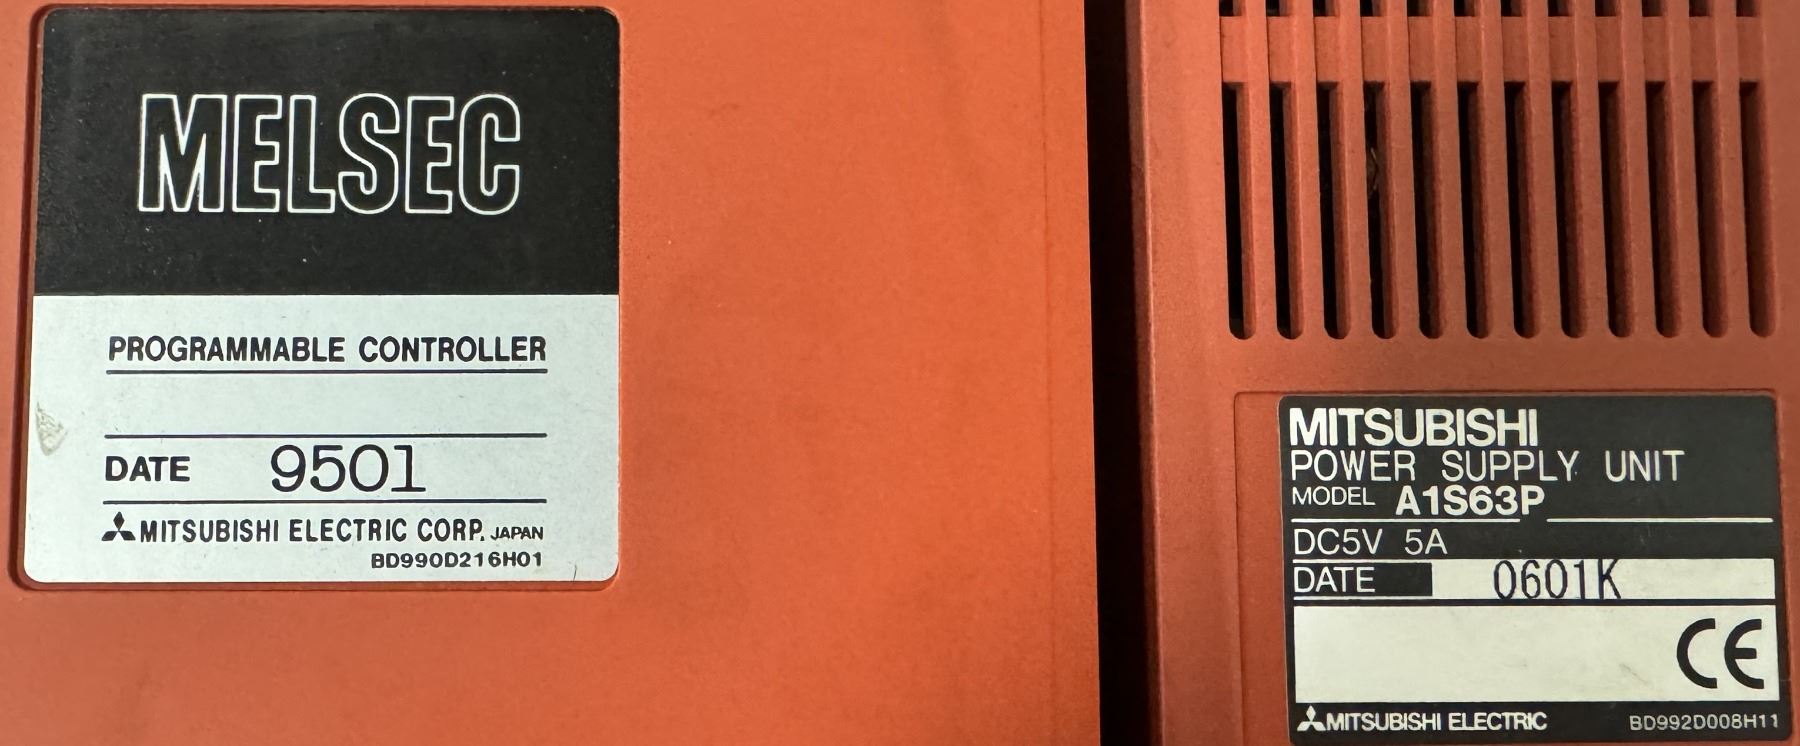 MELSEC
PROGRAMMABLE CONTROLLER
DATE 9501
MITSUBISHI ELECTRIC CORP. JAPAN
BD990D216H01
MITSUBISHI
POWER SUPPLY UNIT
MODEL A1S63P
DC5V 5A
DATE 0601K
CE
MITSUBISHI ELECTRIC BD992D008H11